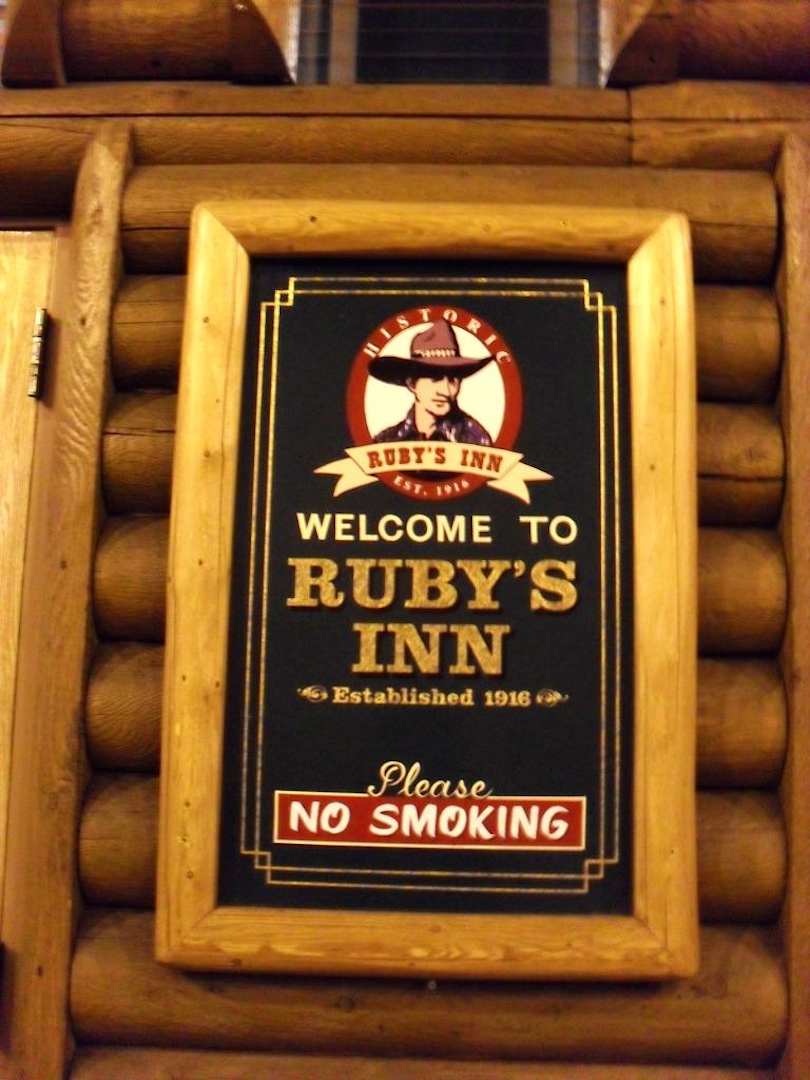 HISTORIC
RUBY'S INN
EST. 1916
WELCOME TO
RUBY'S
INN
Established 1916
Please
NO SMOKING